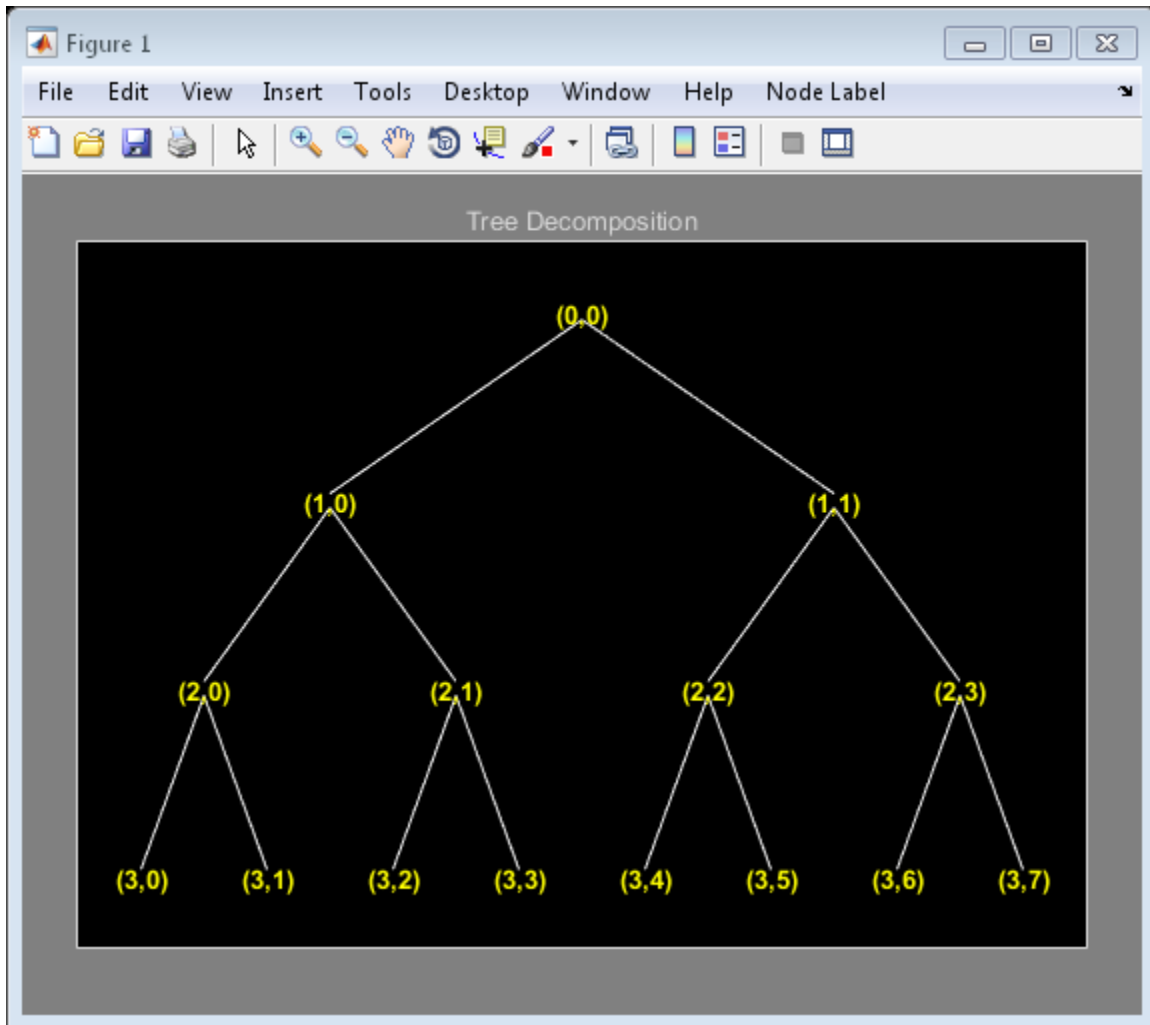 Figure 1
File Edit View Insert Tools Desktop Window Help Node Label
Tree Decomposition
(0,0)
(1,0) (1,1)
(2,0) (2,1) (2,2) (2,3)
(3,0) (3,1) (3,2) (3,3) (3,4) (3,5) (3,6) (3,7)